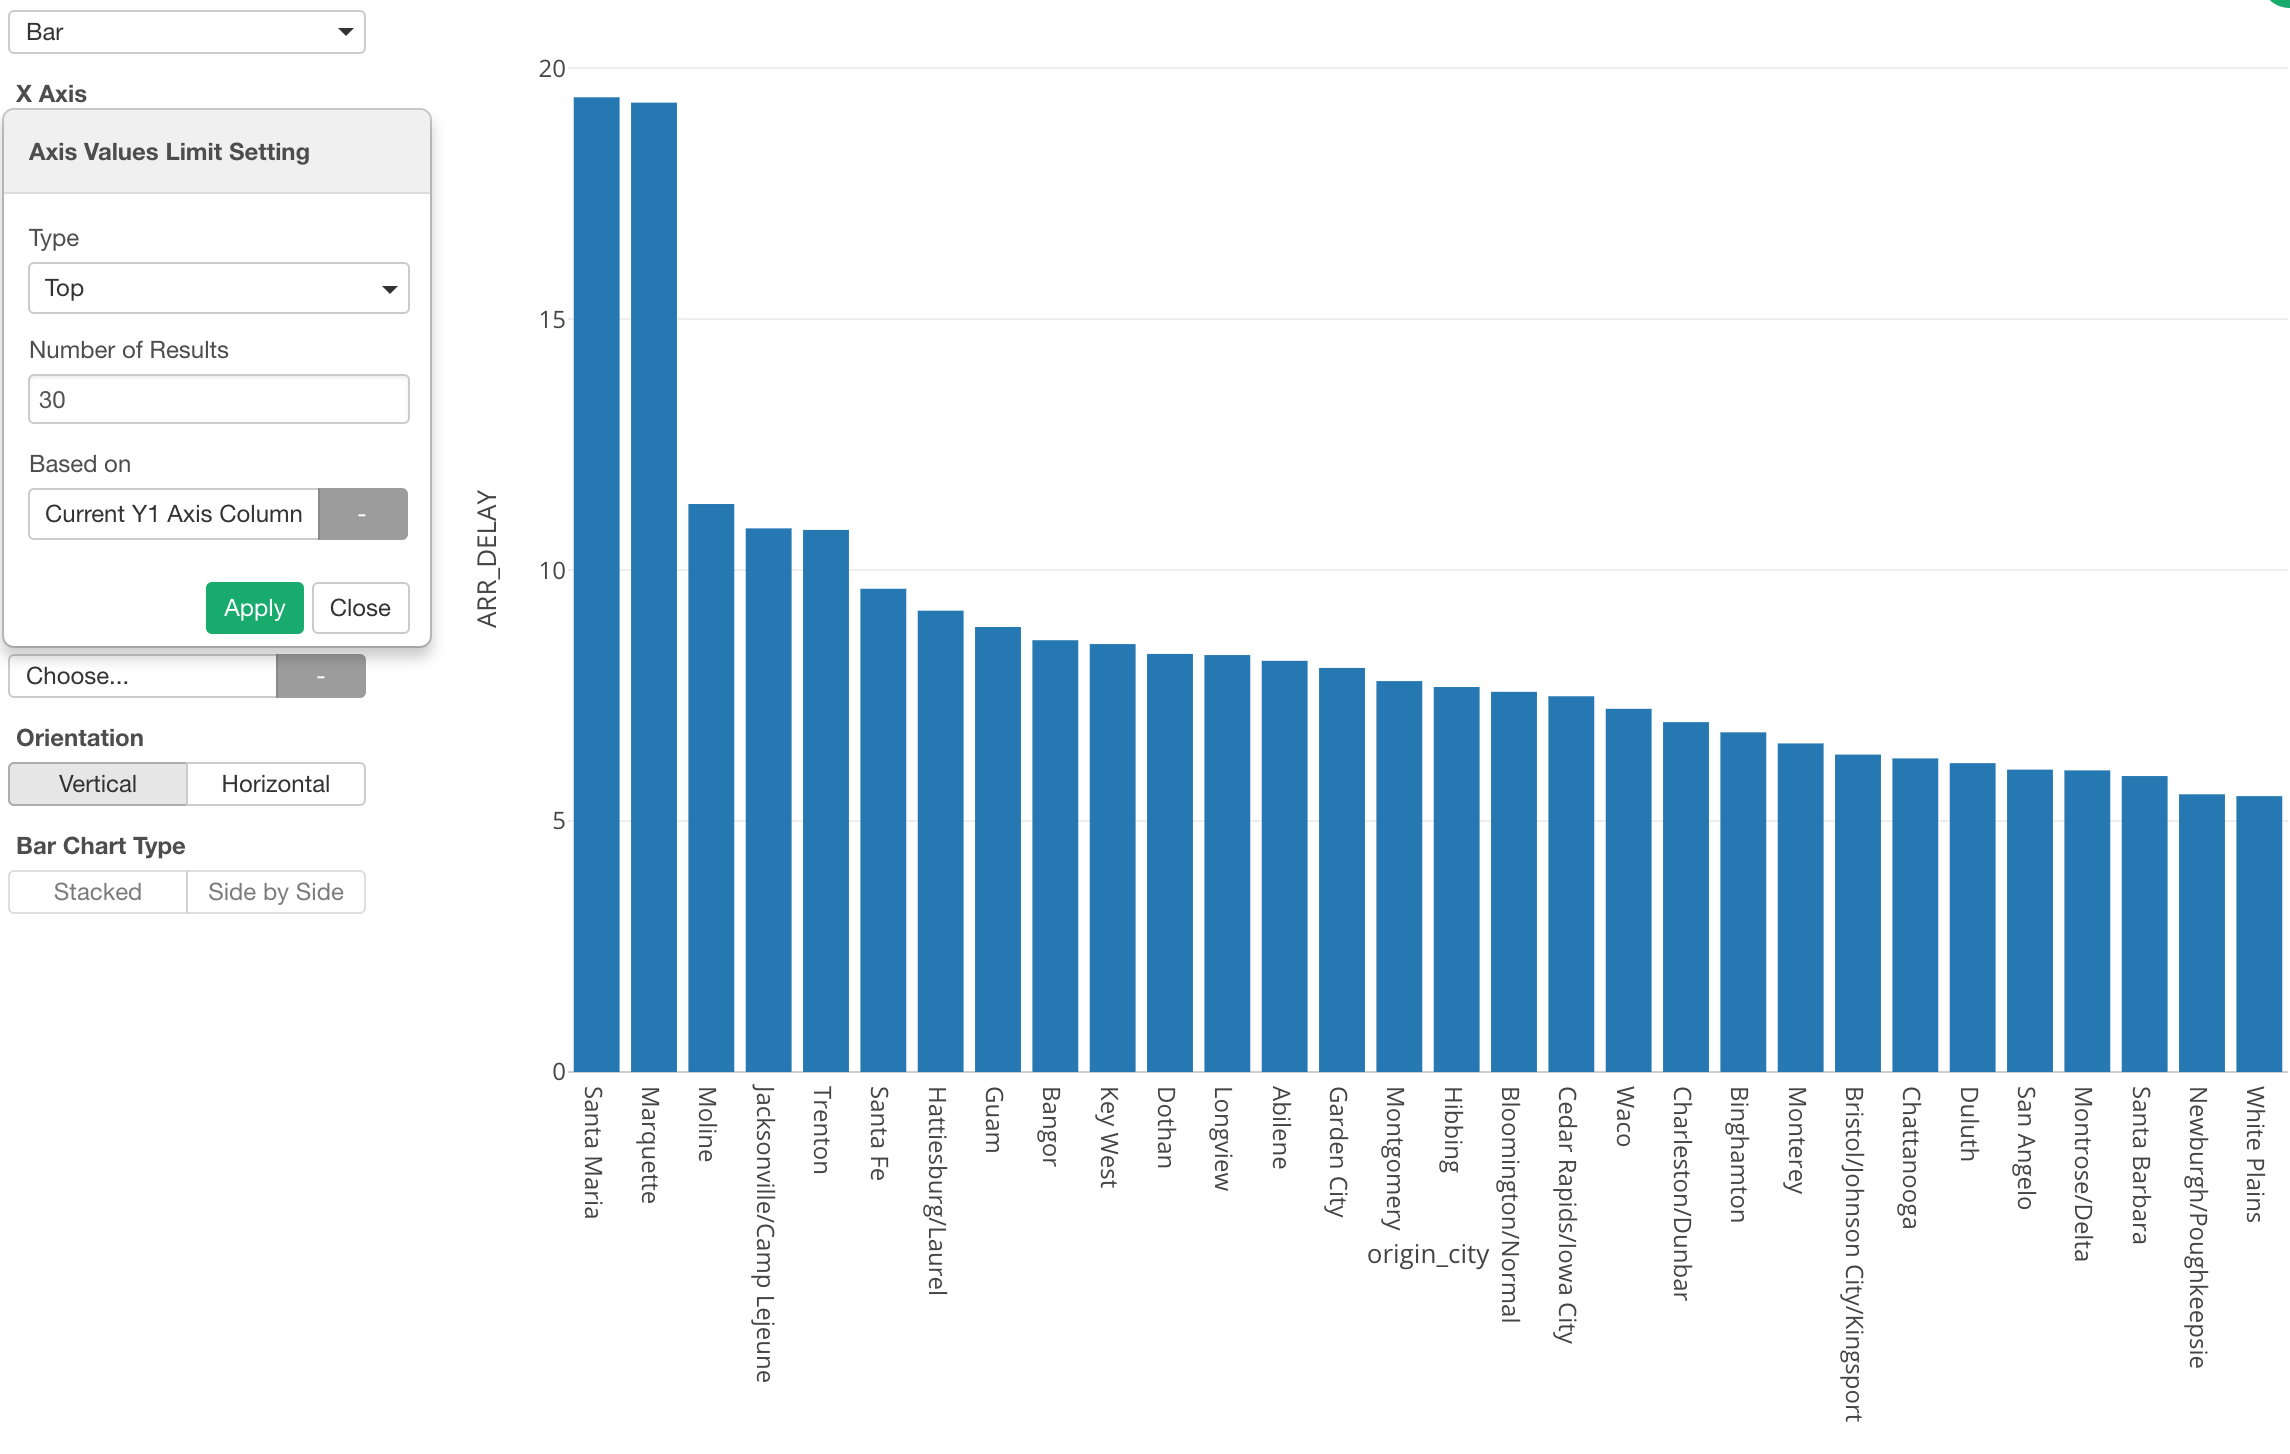 Bar
X Axis
Axis Values Limit Setting
Type
Top
Number of Results
30
Based on
Current Y1 Axis Column
-
Apply
Close
Choose...
-
Orientation
Vertical
Horizontal
Bar Chart Type
Stacked
Side by Side
20
15
10
5
0
ARR_DELAY
Santa Maria
Marquette
Moline
Jacksonville/Camp Lejeune
Trenton
Santa Fe
Hattiesburg/Laurel
Guam
Bangor
Key West
Dothan
Longview
Abilene
Garden City
Montgomery
Hibbing
Bloomington/Normal
Cedar Rapids/Iowa City
Waco
Charleston/Dunbar
Binghamton
Monterey
Bristol/Johnson City/Kingsport
Chattanooga
Duluth
San Angelo
Montrose/Delta
Santa Barbara
Newburgh/Poughkeepsie
White Plains
origin_city